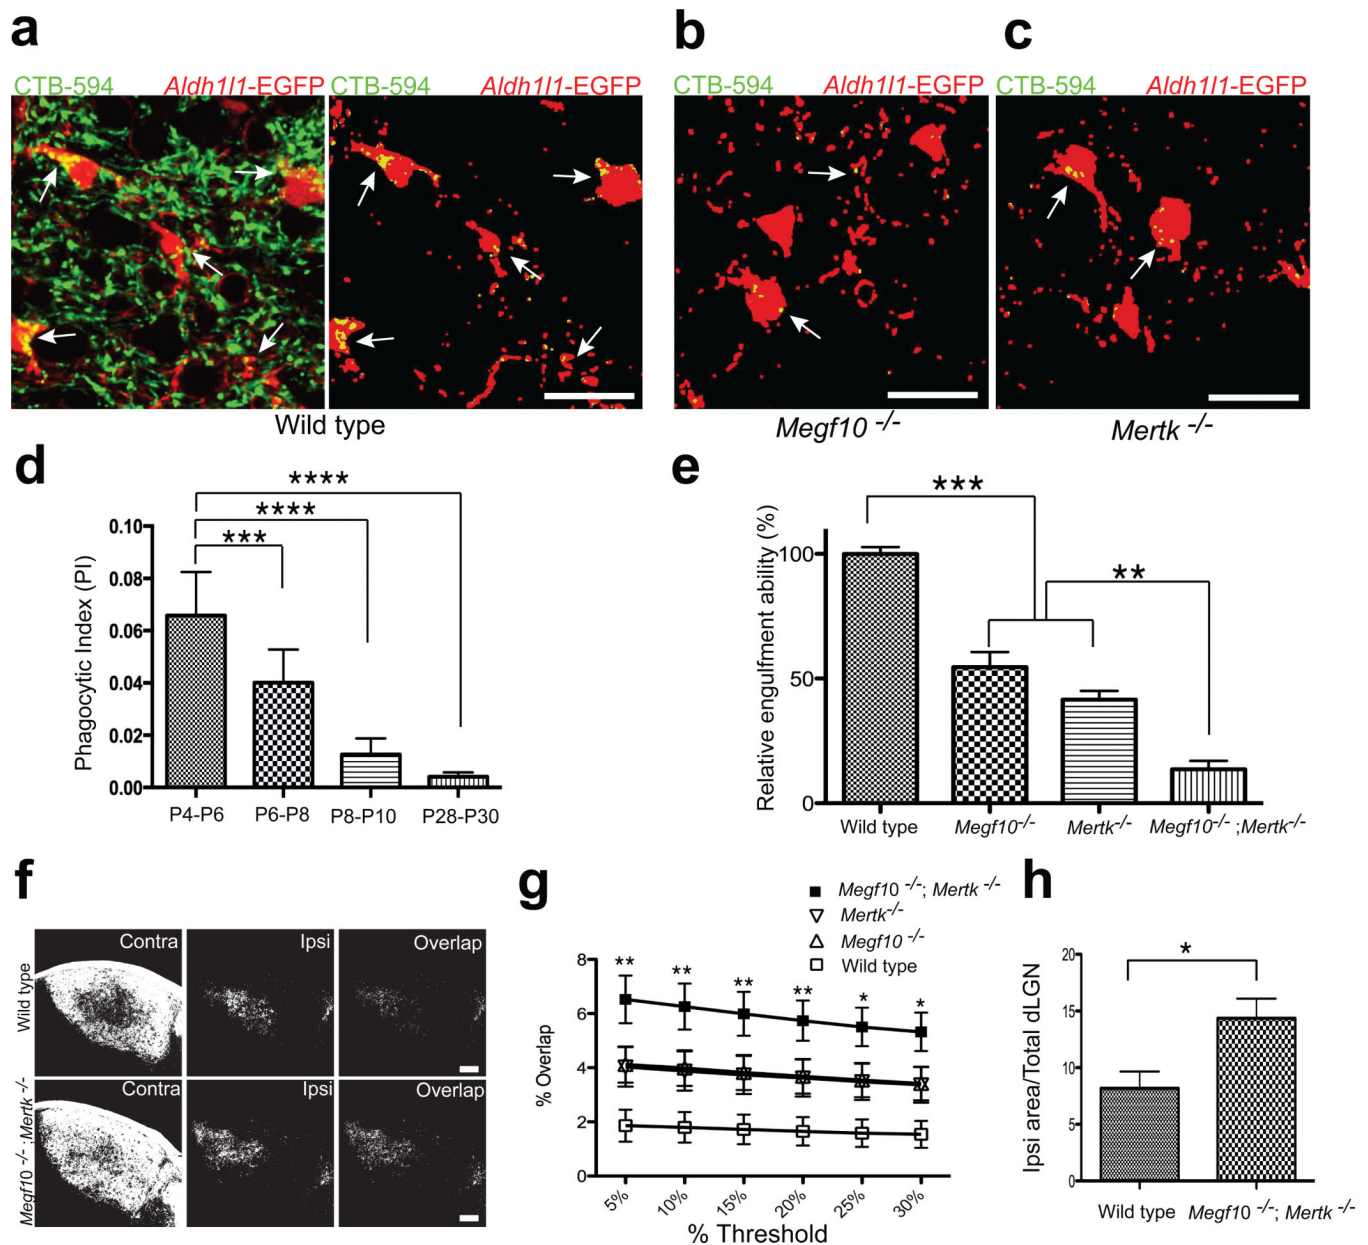 a
b
c
CTB-594 Aldh1l1-EGFP
CTB-594 Aldh1l1-EGFP
Aldh1l1-EGFP
Aldh1l1-EGFP
Wild type
Megf10 -/-
Mertk -/-
d
****
****
***
Phagocytic Index (PI)
0.10
0.08
0.06
0.04
0.02
0.00
P4-P6
P6-P8
P8-P10
P28-P30
e
***
**
Relative engulfment ability (%)
100
50
0
Wild type
Megf10-/-
Mertk-/-
Megf10-/- ;Mertk-/-
f
Wild type
Contra
Ipsi
Overlap
Megf10 -/- ;Mertk -/-
Contra
Ipsi
Overlap
g
Megf10 -/-; Mertk -/-
Mertk-/-
Megf10 -/-
Wild type
** ** ** ** * *
% Overlap
8
6
4
2
0
5%
10%
15%
20%
25%
30%
% Threshold
h
*
Ipsi area/Total dLGN
20
15
10
5
0
Wild type
Megf10 -/-; Mertk -/-